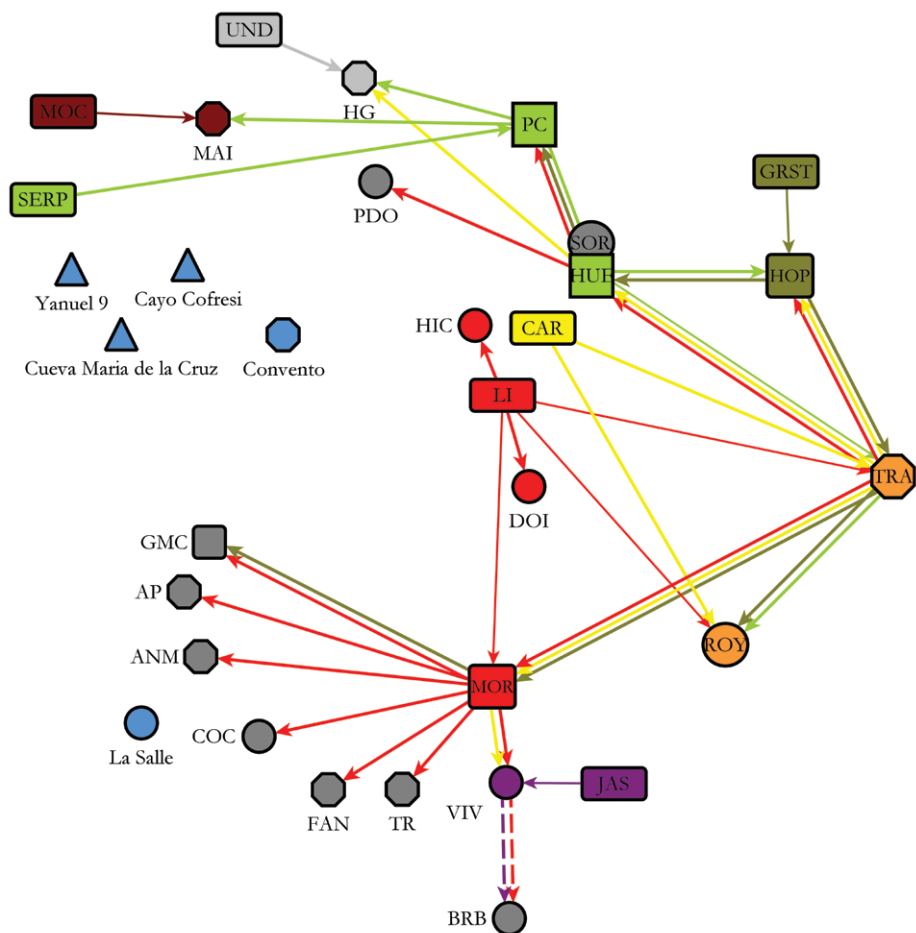 UND
HG
MOC
MAI
PC
SERP
PDO
GRST
SOR
HUE
HOP
Yanuel 9
Cayo Cofresi
Cueva Maria de la Cruz
Convento
HIC
CAR
LI
TRA
DOI
GMC
AP
ANM
ROY
MOR
COC
La Salle
FAN
TR
VIV
JAS
BRB